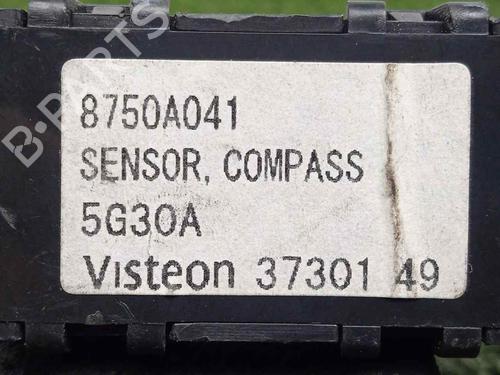 B-PARTS
8750A041
SENSOR, COMPASS
5G30A
Visteon 37301 49